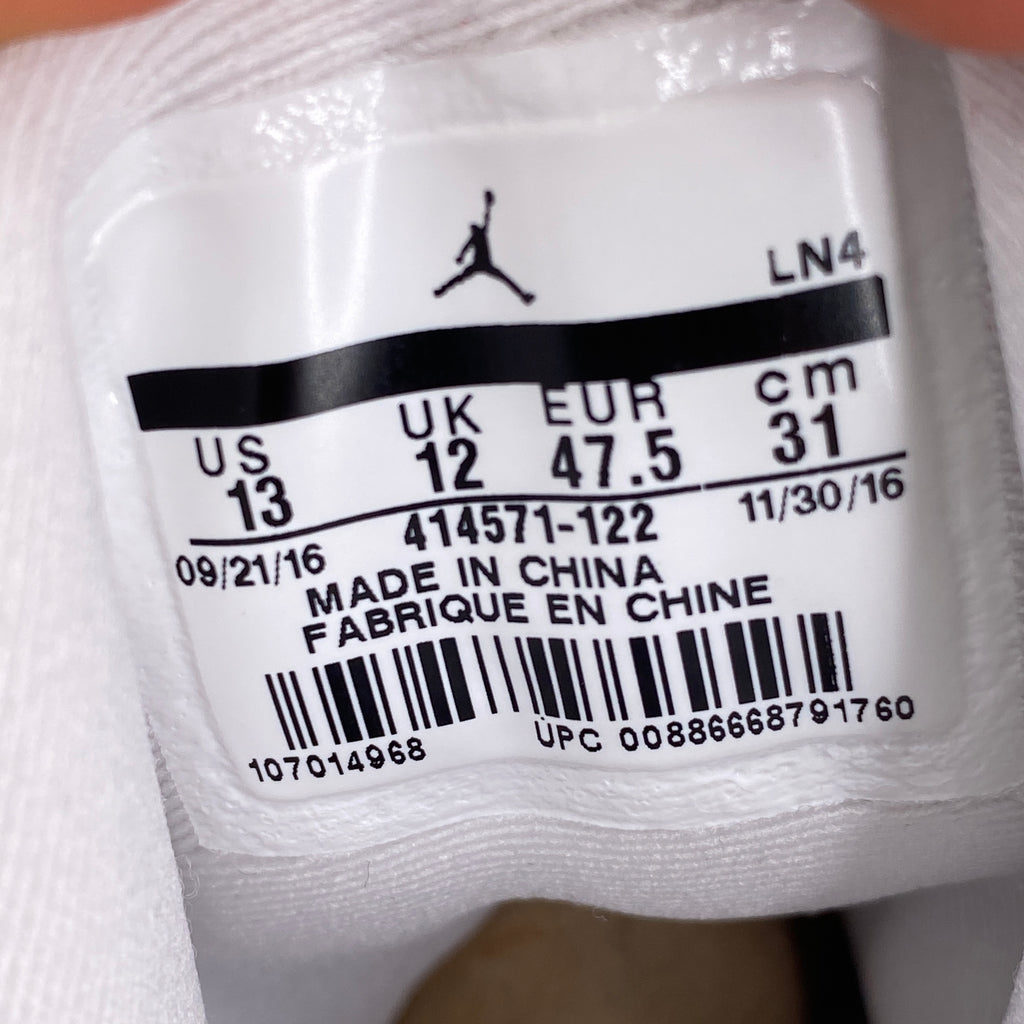 LN4
US UK EUR cm
13 12 47.5 31
09/21/16 414571-122 11/30/16
MADE IN CHINA
FABRIQUE EN CHINE
107014968 UPC 00886668791760